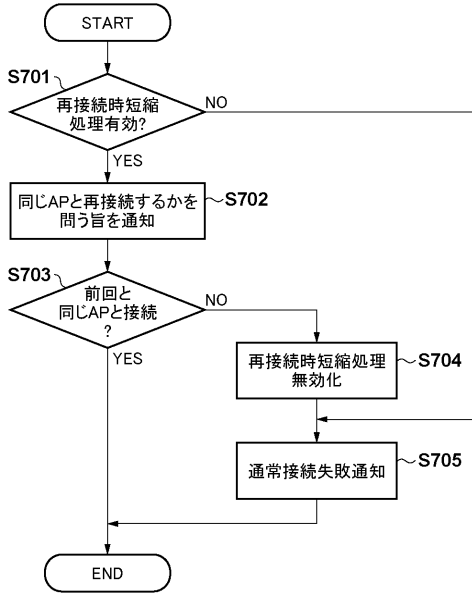 START
S701
再接続時短縮
処理有効?
NO
YES
同じAPと再接続するかを
問う旨を通知
S702
S703
前回と
同じAPと接続
?
NO
YES
再接続時短縮処理
無効化
S704
通常接続失敗通知
S705
END